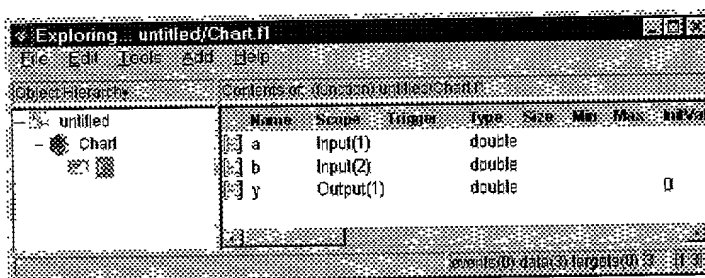 Exploring... untitled/Chart.f1
File Edit Tools Add Help
Object Hierarchy
Contents of: (function) untitled/Chart.f1
untitled
Chart
Name Scope Trigger Type Size Min Max InitVal
a Input(1) double
b Input(2) double
y Output(1) double 0
events(0) data(3) targets(0)